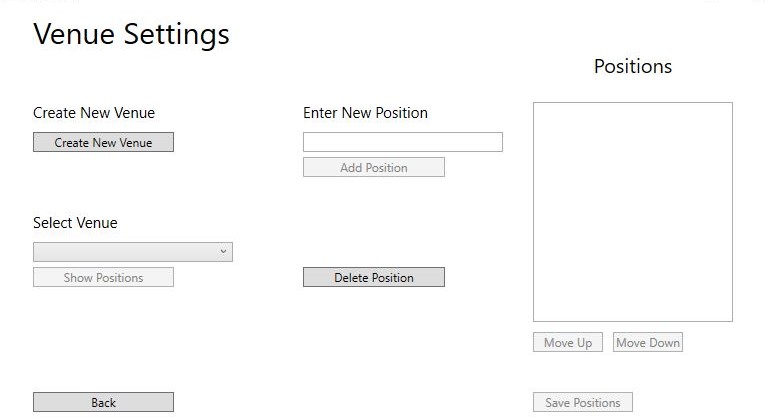 Venue Settings
Positions
Create New Venue
Enter New Position
Create New Venue
Add Position
Select Venue
Show Positions
Delete Position
Move Up
Move Down
Back
Save Positions